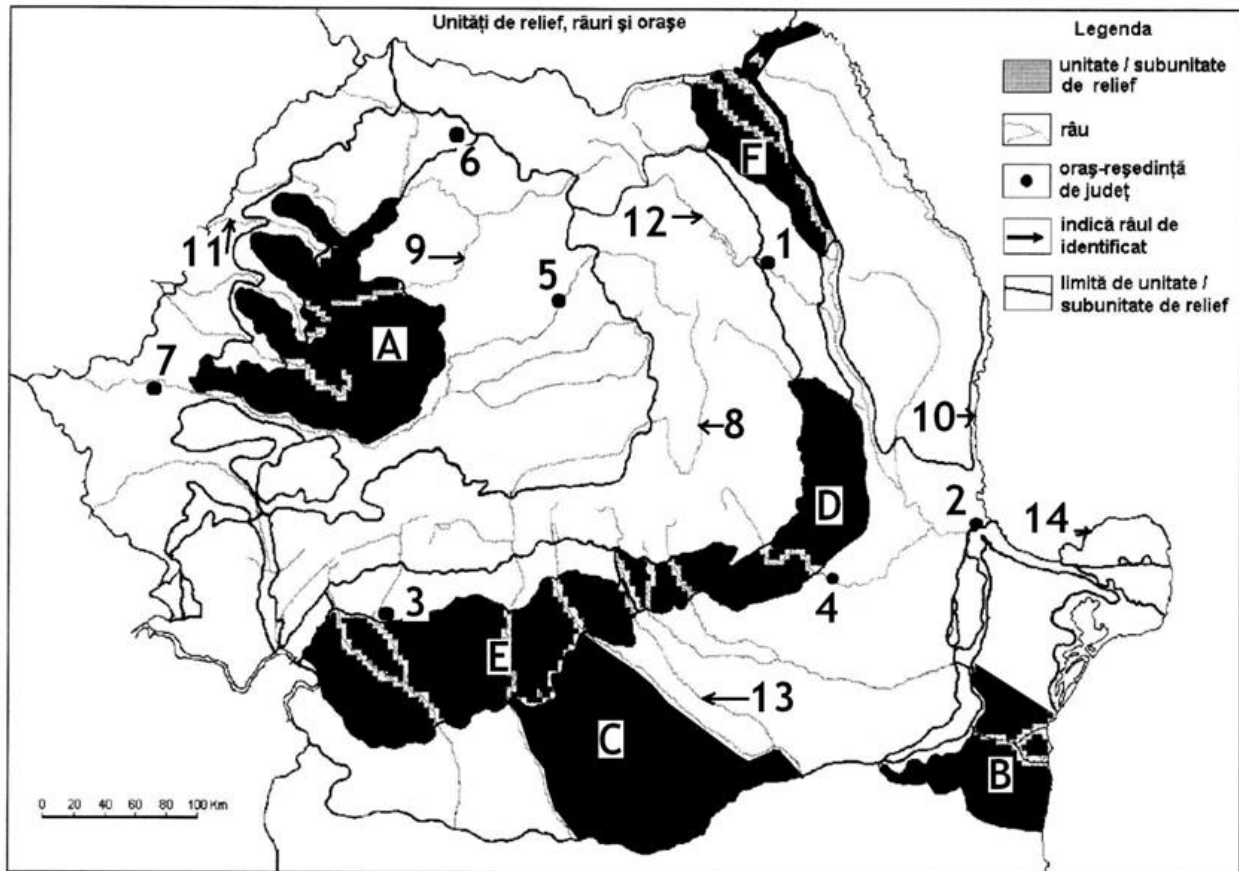 Unități de relief, râuri și orașe
Legenda
unitate / subunitate
de relief
râu
oraș-reședință
de județ
indică râul de
identificat
limită de unitate /
subunitate de relief
F
6
12
1
11
9
5
A
7
8
10
D
2
14
3
4
E
13
C
B
0 20 40 60 80 100 Km